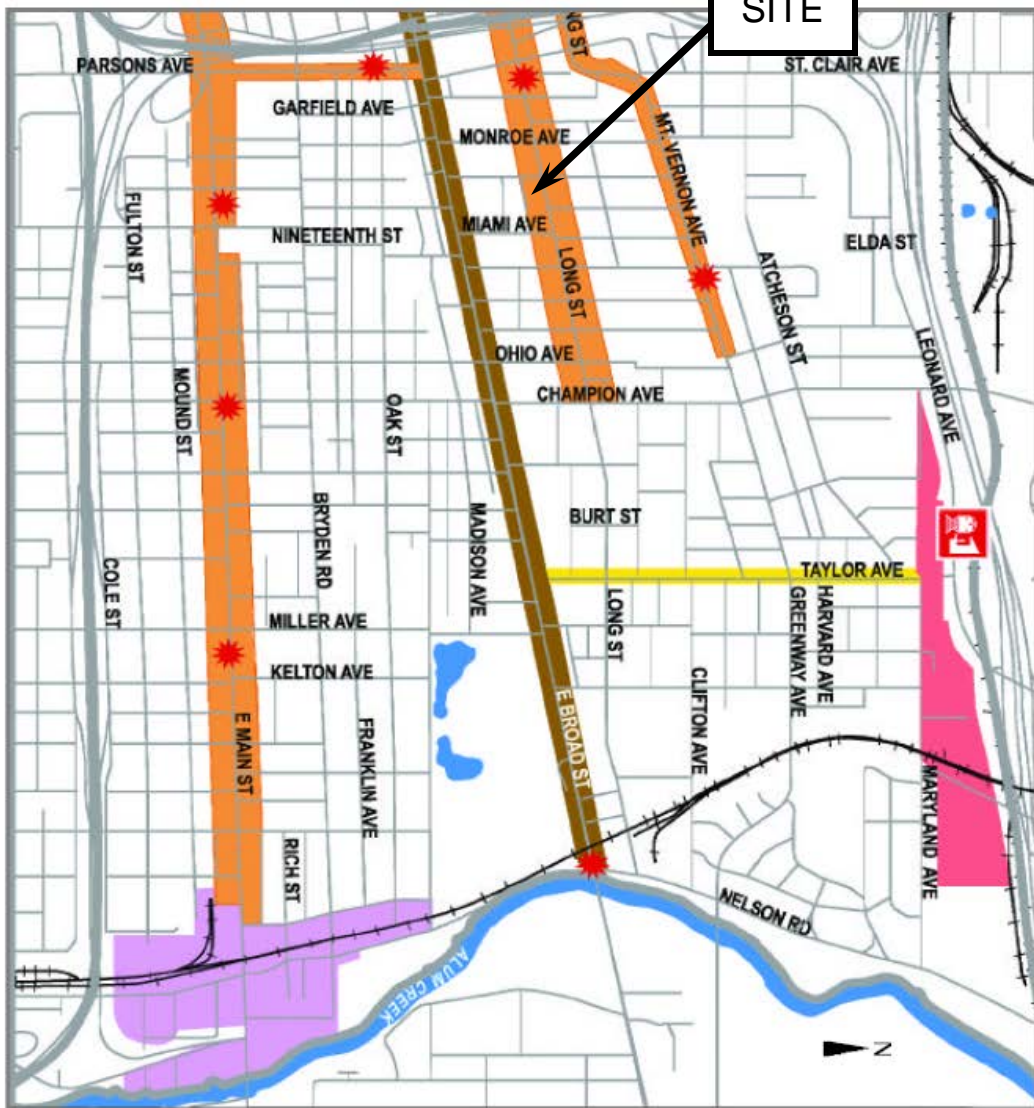 SITE
NG ST
PARSONS AVE
ST. CLAIR AVE
GARFIELD AVE
MONROE AVE
MT. VERNON AVE
FULTON ST
MIAMI AVE
NINETEENTH ST
ELDA ST
LONG ST
ATCHESON ST
OHIO AVE
LEONARD AVE
CHAMPION AVE
MOUND ST
OAK ST
BRYDEN RD
MADISON AVE
BURT ST
COLE ST
TAYLOR AVE
MILLER AVE
LONG ST
GREENWAY AVE
HARVARD AVE
KELTON AVE
CLIFTON AVE
E BROAD ST
E MAIN ST
FRANKLIN AVE
MARYLAND AVE
RICH ST
NELSON RD
ALUM CREEK
N